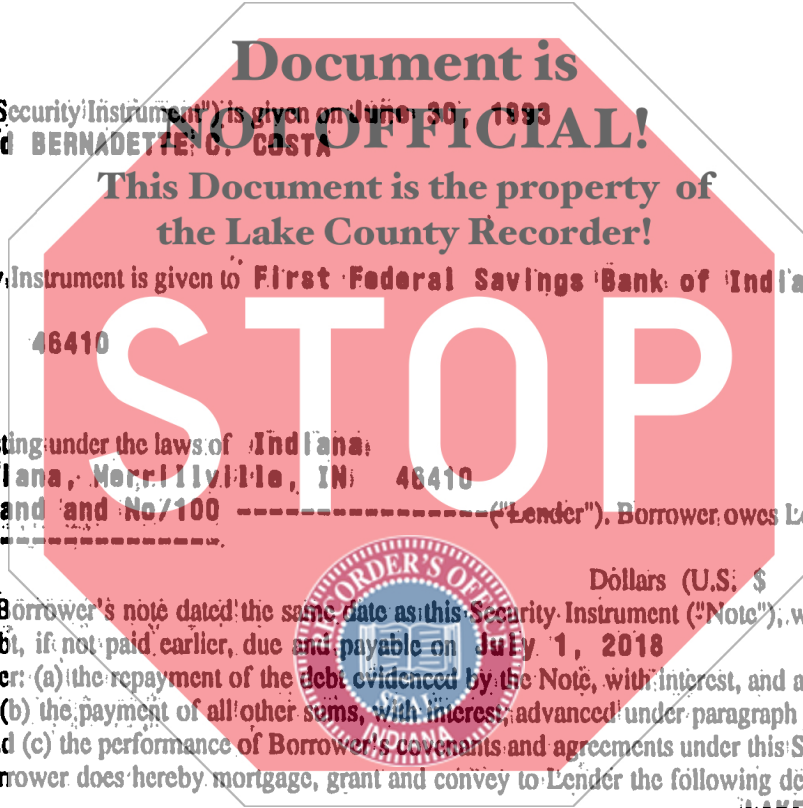 Document is
Security Instrument") is given on June 30, 1993
NOT OFFICIAL!
d BERNADETTE C. COSTA
This Document is the property of
the Lake County Recorder!
Instrument is given to First Federal Savings Bank of India
46410
STOP
ting under the laws of Indiana
iana, Merrillville, IN 46410
and and No/100 ---------------------- ("Lender"). Borrower owes Le
--------------------.
Dollars (U.S. $
Borrower's note dated the same date as this Security Instrument ("Note"), w
bt, if not paid earlier, due and payable on July 1, 2018
er: (a) the repayment of the debt evidenced by the Note, with interest, and a
(b) the payment of all other sums, with interest, advanced under paragraph
d (c) the performance of Borrower's covenants and agreements under this S
rrower does hereby mortgage, grant and convey to Lender the following de
RECORDER'S OFFICE
SEAL
INDIANA